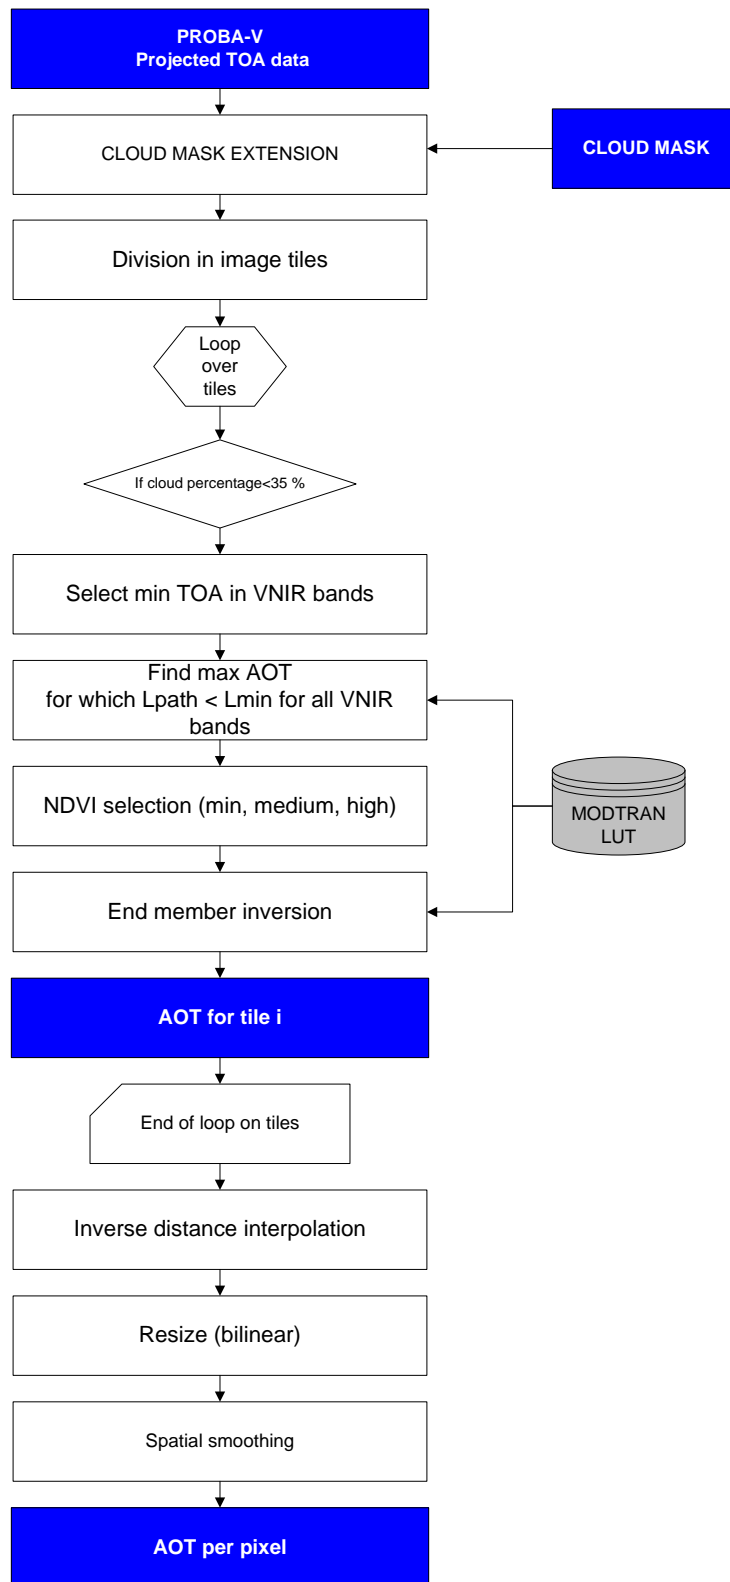 PROBA-V
Projected TOA data
CLOUD MASK EXTENSION
CLOUD MASK
Division in image tiles
Loop
over
tiles
If cloud percentage<35 %
Select min TOA in VNIR bands
Find max AOT
for which Lpath < Lmin for all VNIR
bands
NDVI selection (min, medium, high)
MODTRAN
LUT
End member inversion
AOT for tile i
End of loop on tiles
Inverse distance interpolation
Resize (bilinear)
Spatial smoothing
AOT per pixel